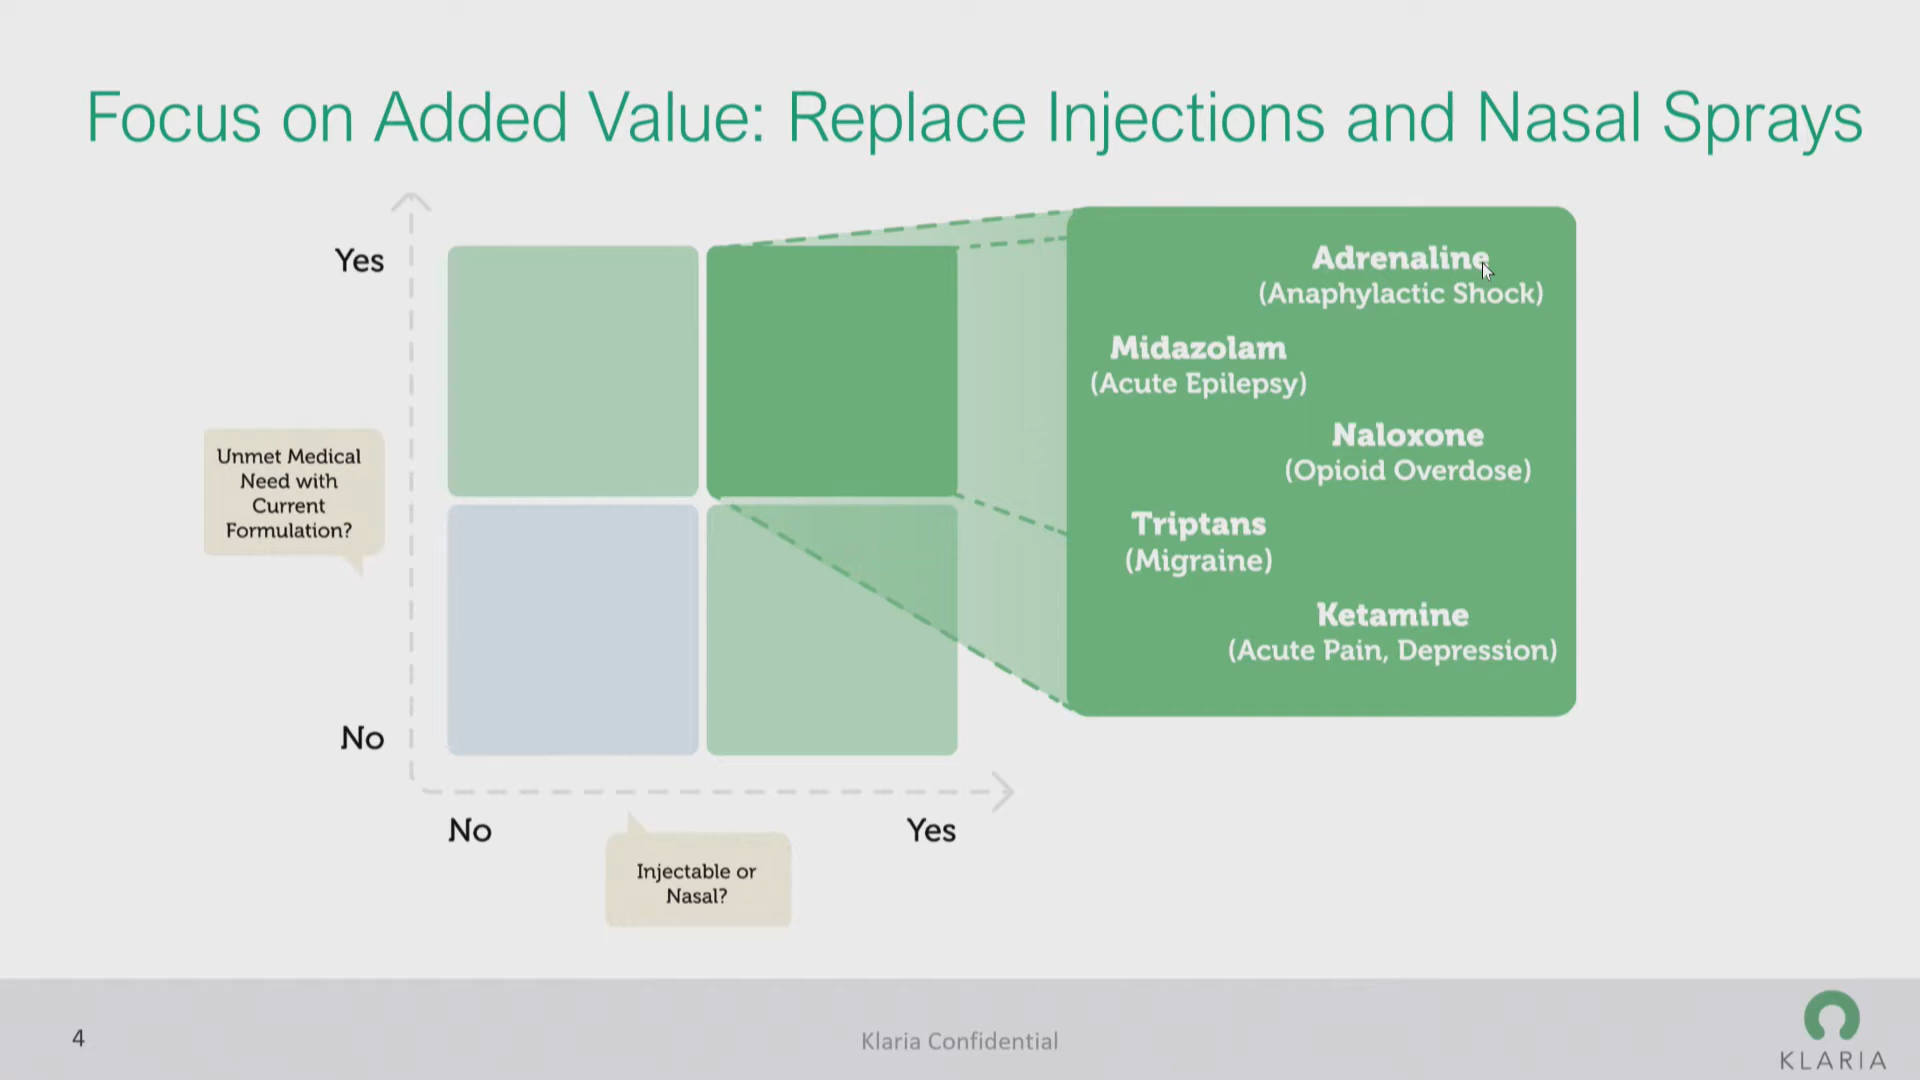 Focus on Added Value: Replace Injections and Nasal Sprays
Yes
Unmet Medical
Need with
Current
Formulation?
No
No
Yes
Injectable or
Nasal?
Adrenaline
(Anaphylactic Shock)
Midazolam
(Acute Epilepsy)
Naloxone
(Opioid Overdose)
Triptans
(Migraine)
Ketamine
(Acute Pain, Depression)
4
Klaria Confidential
KLARIA